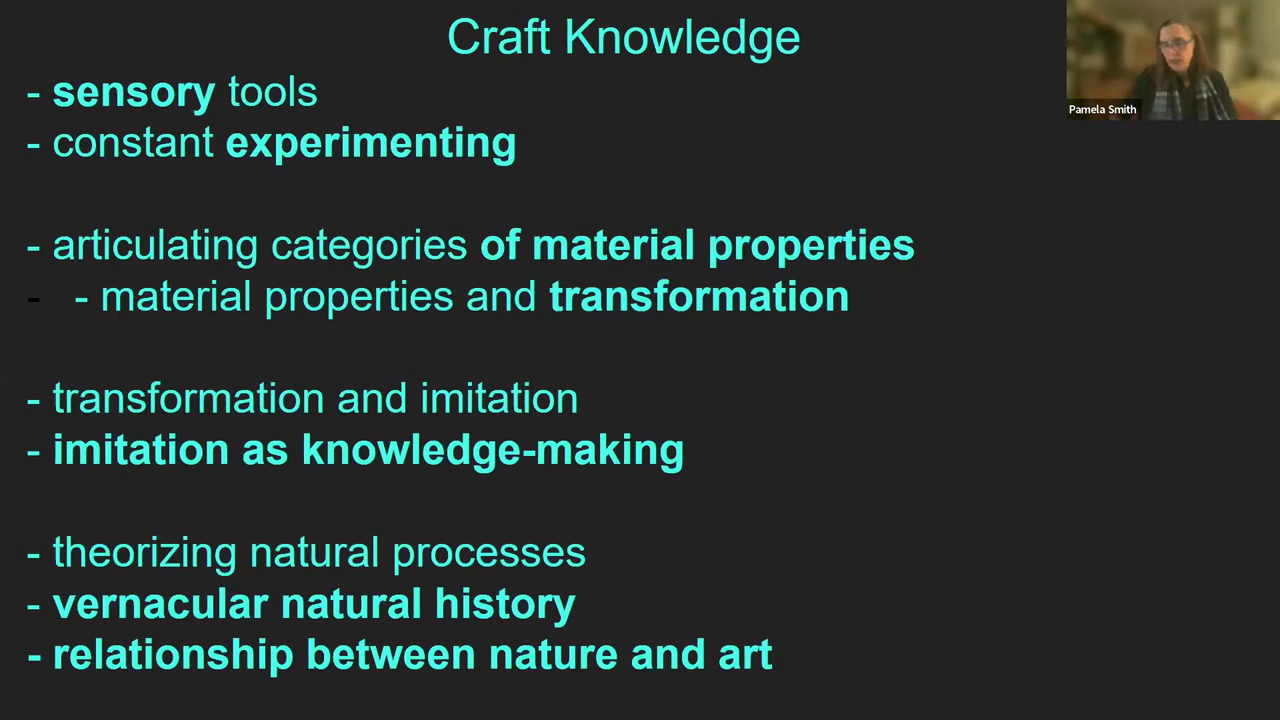 Craft Knowledge
Pamela Smith
- sensory tools
- constant experimenting
- articulating categories of material properties
- - material properties and transformation
- transformation and imitation
- imitation as knowledge-making
- theorizing natural processes
- vernacular natural history
- relationship between nature and art